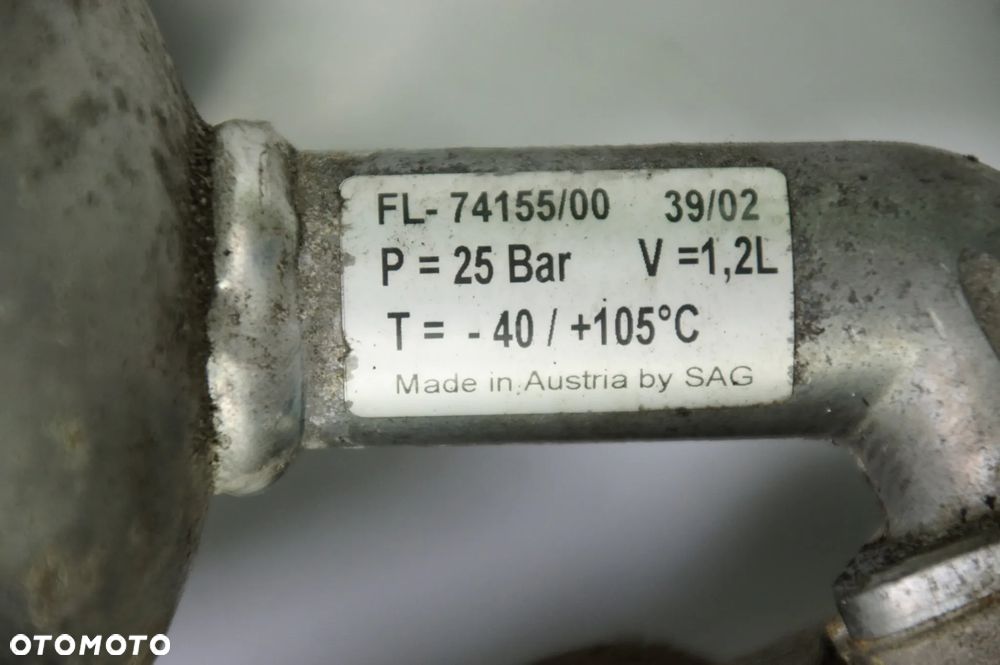 FL- 74155/00 39/02
P = 25 Bar V =1,2L
T = - 40 / +105°C
Made in Austria by SAG
OTOMOTO